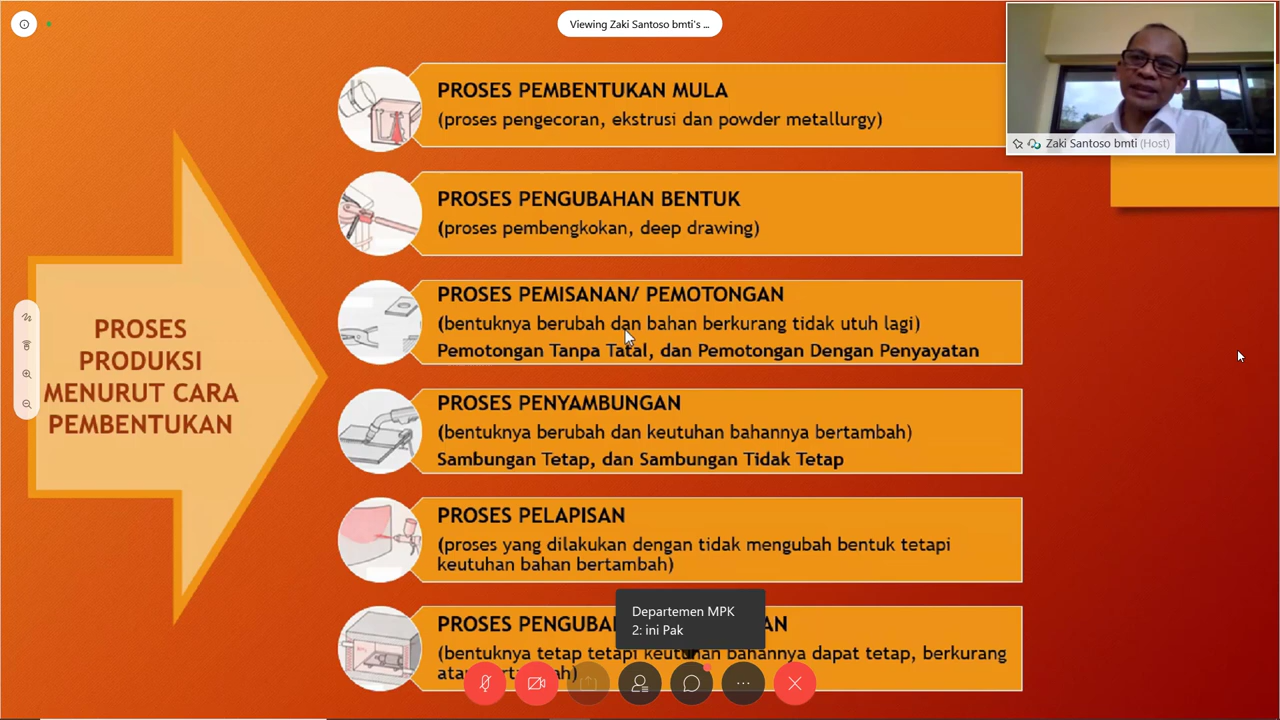 Viewing Zaki Santoso bmti's ...
Zaki Santoso bmti (Host)
PROSES
PRODUKSI
MENURUT CARA
PEMBENTUKAN
PROSES PEMBENTUKAN MULA
(proses pengecoran, ekstrusi dan powder metallurgy)
PROSES PENGUBAHAN BENTUK
(proses pembengkokan, deep drawing)
PROSES PEMISANAN/ PEMOTONGAN
(bentuknya berubah dan bahan berkurang tidak utuh lagi)
Pemotongan Tanpa Tatal, dan Pemotongan Dengan Penyayatan
PROSES PENYAMBUNGAN
(bentuknya berubah dan keutuhan bahannya bertambah)
Sambungan Tetap, dan Sambungan Tidak Tetap
PROSES PELAPISAN
(proses yang dilakukan dengan tidak mengubah bentuk tetapi
keutuhan bahan bertambah)
PROSES
(bentuknya tetap tetapi keutuhan bahannya dapat tetap, berkurang
Departemen MPK
2: ini Pak